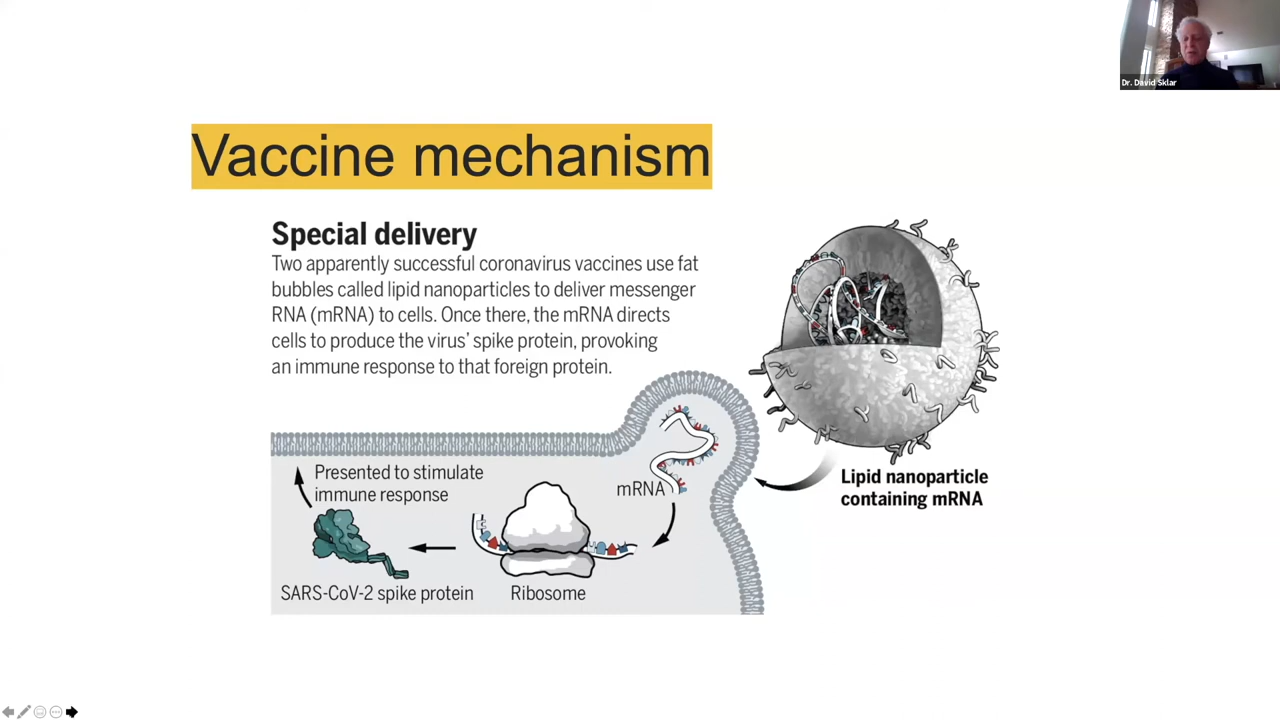 Dr. David Sklar
Vaccine mechanism
Special delivery
Two apparently successful coronavirus vaccines use fat
bubbles called lipid nanoparticles to deliver messenger
RNA (mRNA) to cells. Once there, the mRNA directs
cells to produce the virus’ spike protein, provoking
an immune response to that foreign protein.
Presented to stimulate
immune response
mRNA
Lipid nanoparticle
containing mRNA
SARS-CoV-2 spike protein
Ribosome